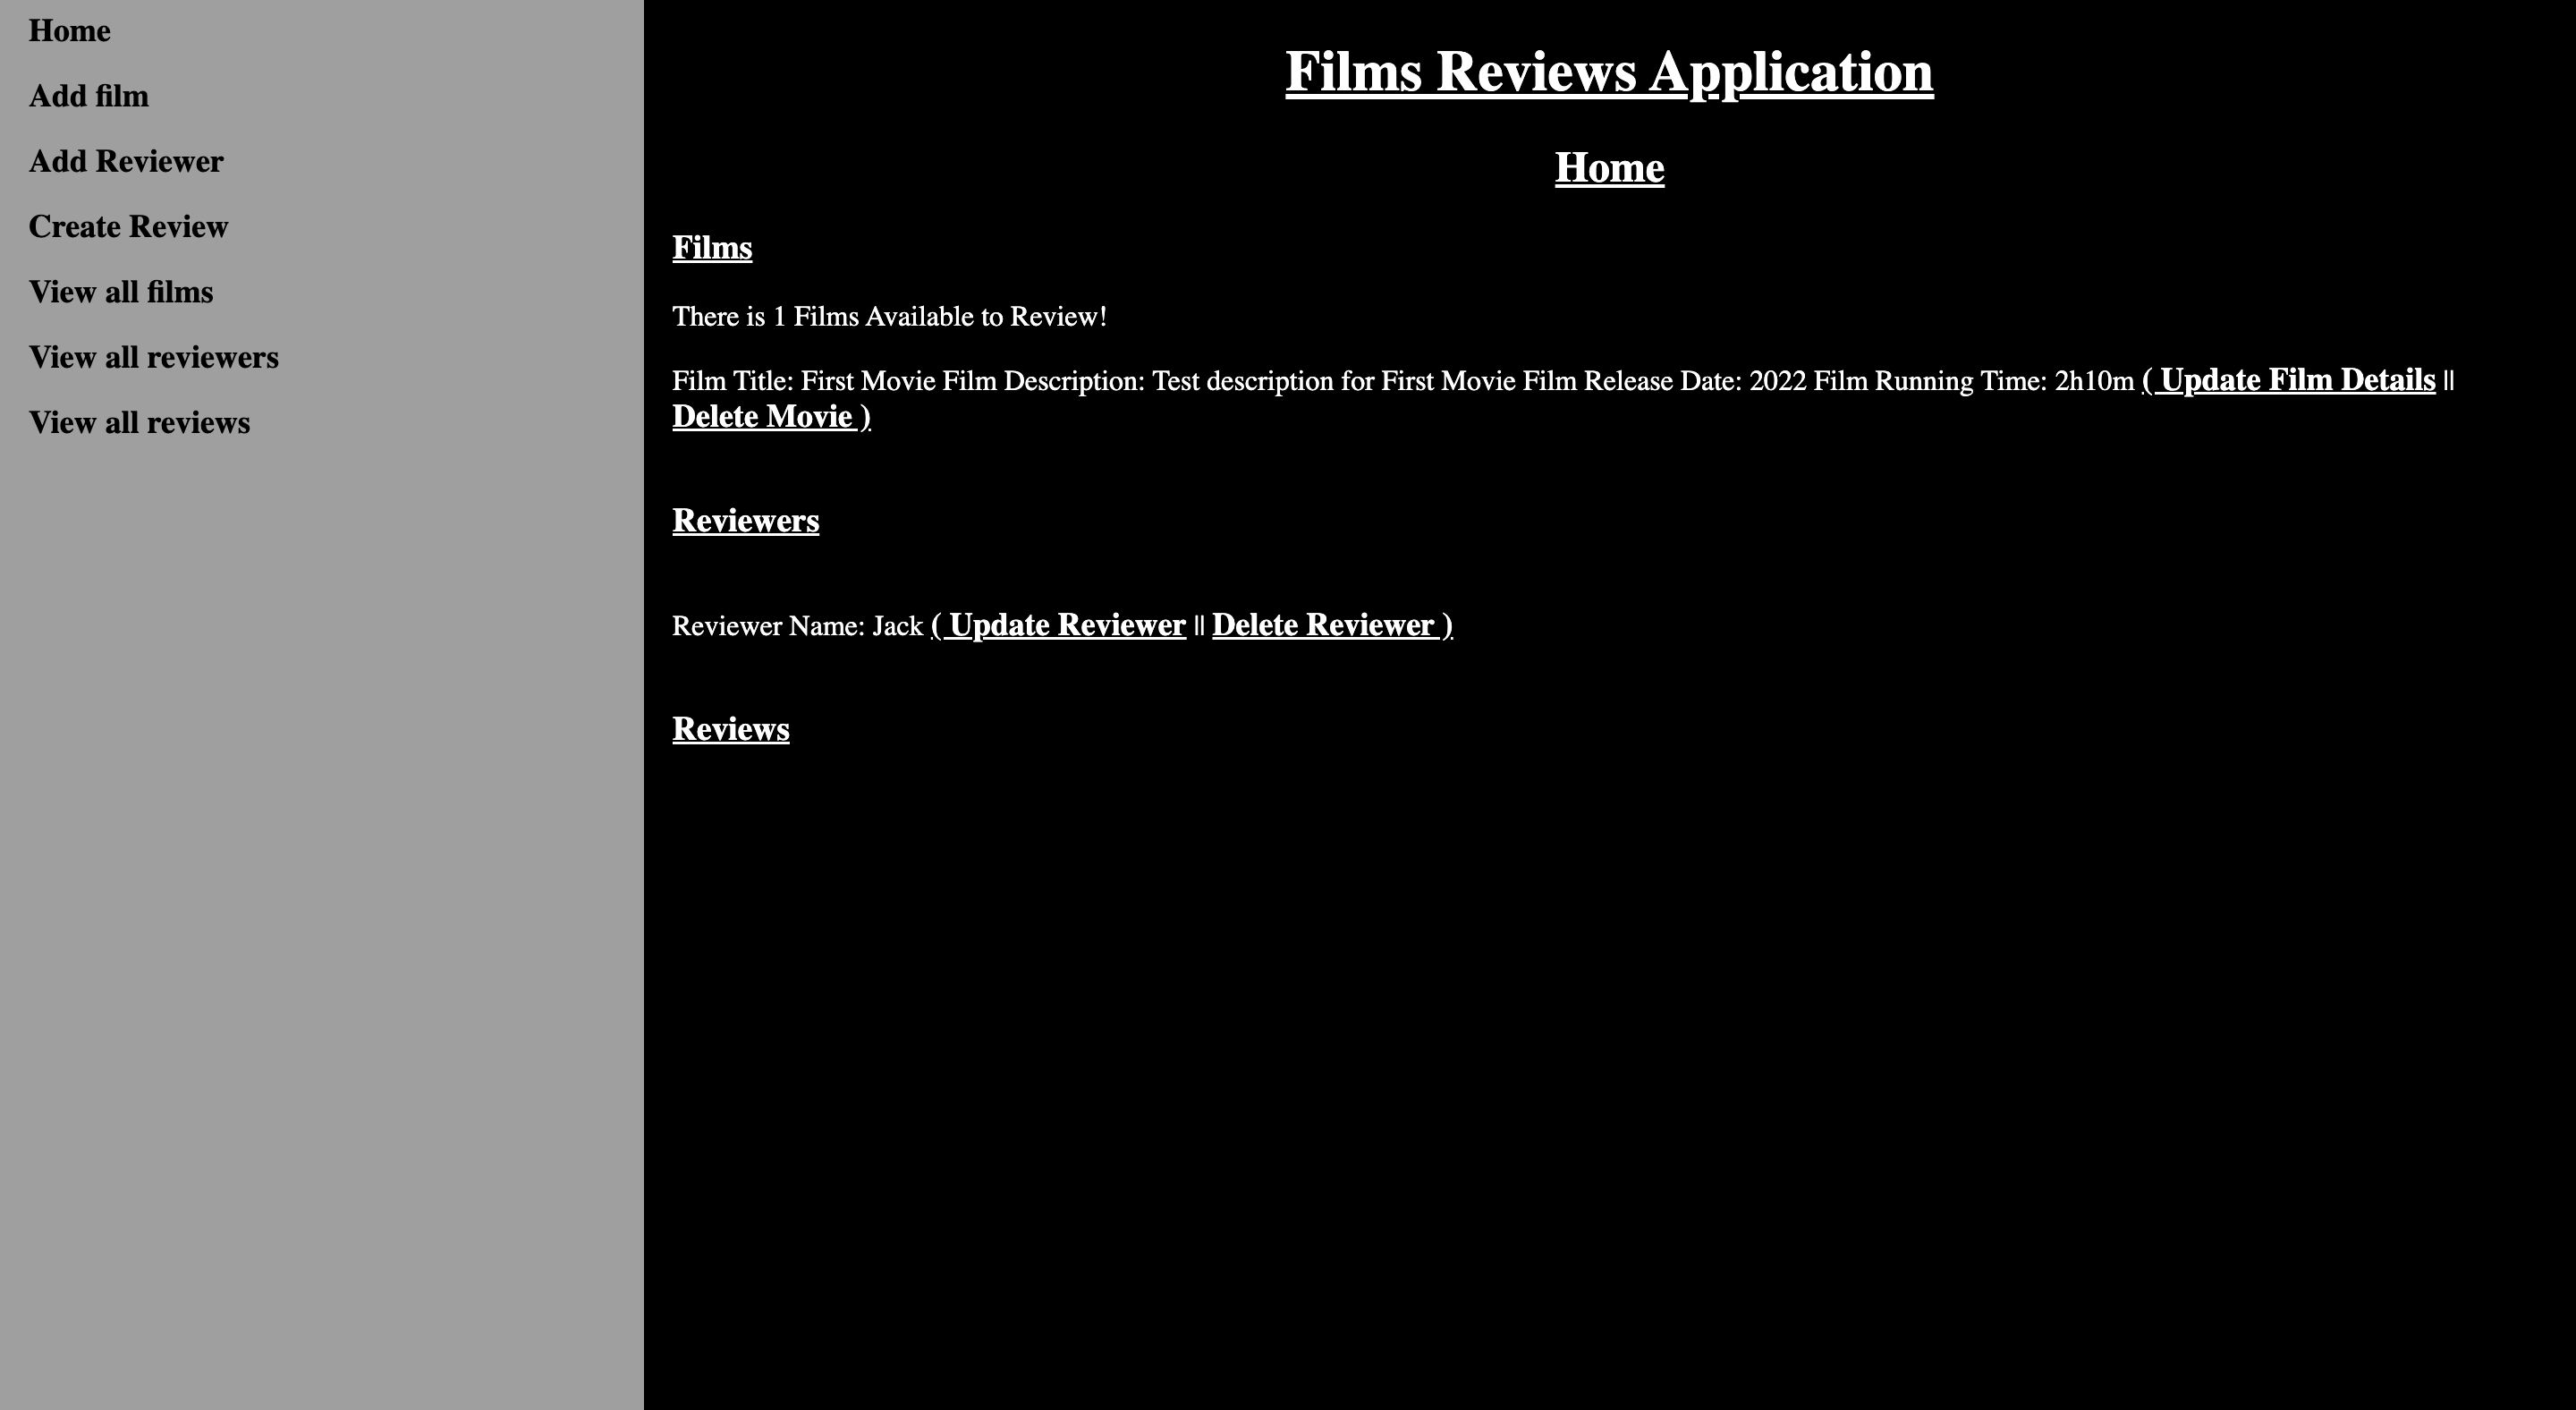 Home
Add film
Add Reviewer
Create Review
View all films
View all reviewers
View all reviews
Films Reviews Application
Home
Films
There is 1 Films Available to Review!
Film Title: First Movie Film Description: Test description for First Movie Film Release Date: 2022 Film Running Time: 2h10m ( Update Film Details ||
Delete Movie )
Reviewers
Reviewer Name: Jack ( Update Reviewer || Delete Reviewer )
Reviews